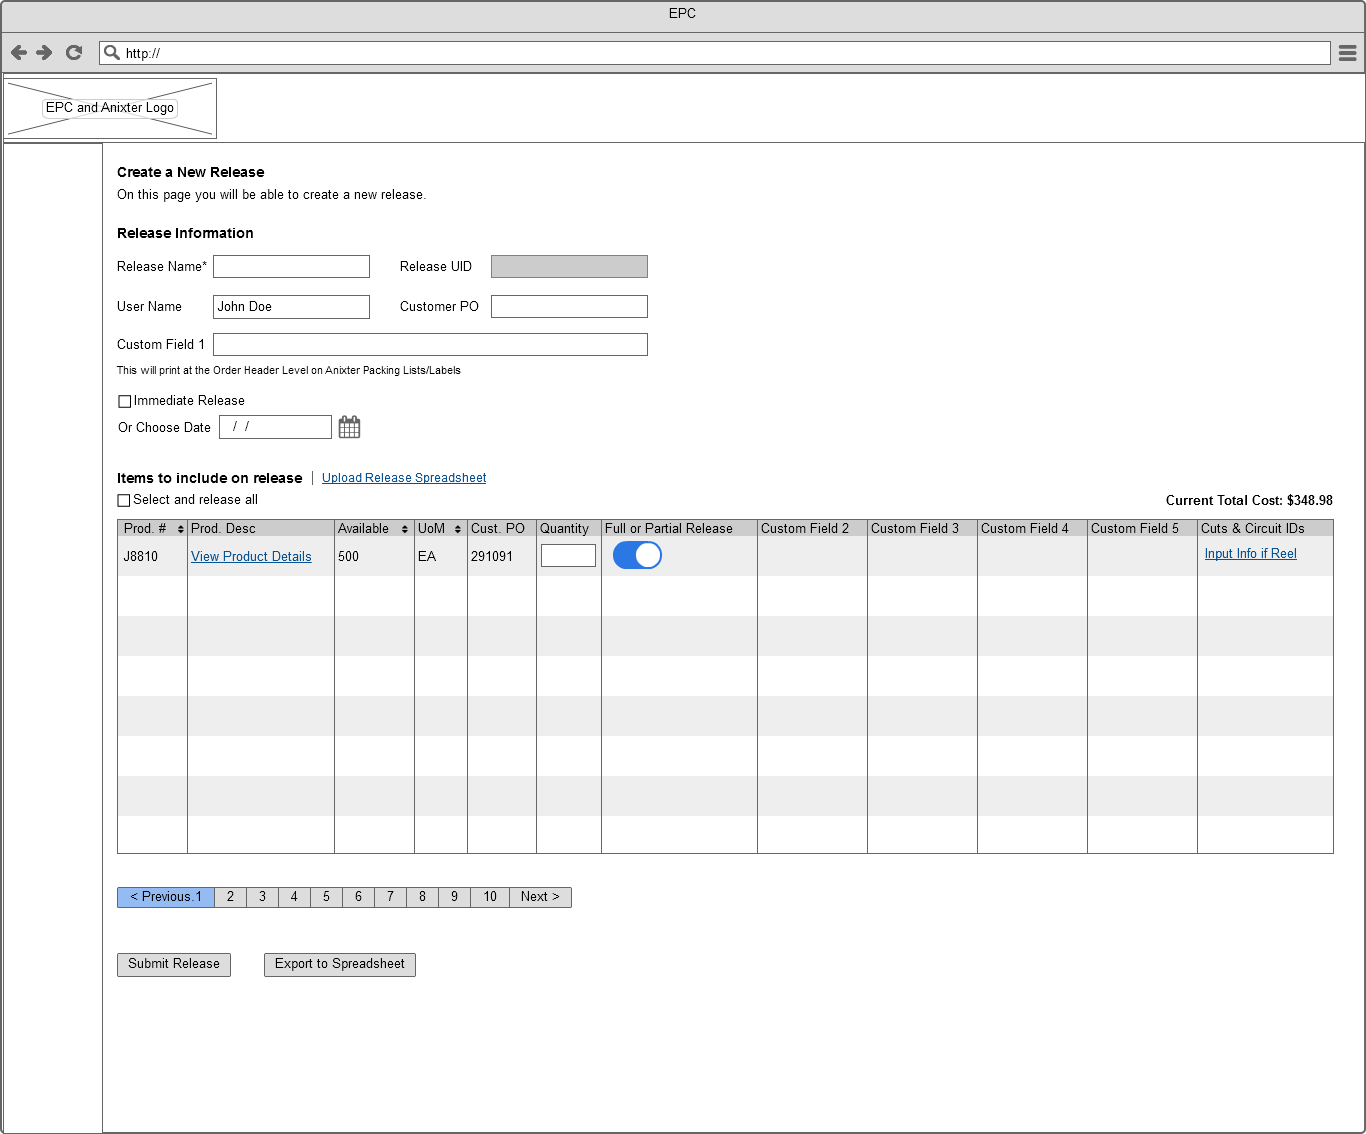 EPC
http://
EPC and Anixter Logo
Create a New Release
On this page you will be able to create a new release.
Release Information
Release Name* Release UID
User Name John Doe Customer PO
Custom Field 1
This will print at the Order Header Level on Anixter Packing Lists/Labels
Immediate Release
Or Choose Date / /
Items to include on release Upload Release Spreadsheet
Select and release all Current Total Cost: $348.98
Prod. # Prod. Desc Available UoM Cust. PO Quantity Full or Partial Release Custom Field 2 Custom Field 3 Custom Field 4 Custom Field 5 Cuts & Circuit IDs
J8810 View Product Details 500 EA 291091 Input Info if Reel
< Previous.1 2 3 4 5 6 7 8 9 10 Next >
Submit Release Export to Spreadsheet